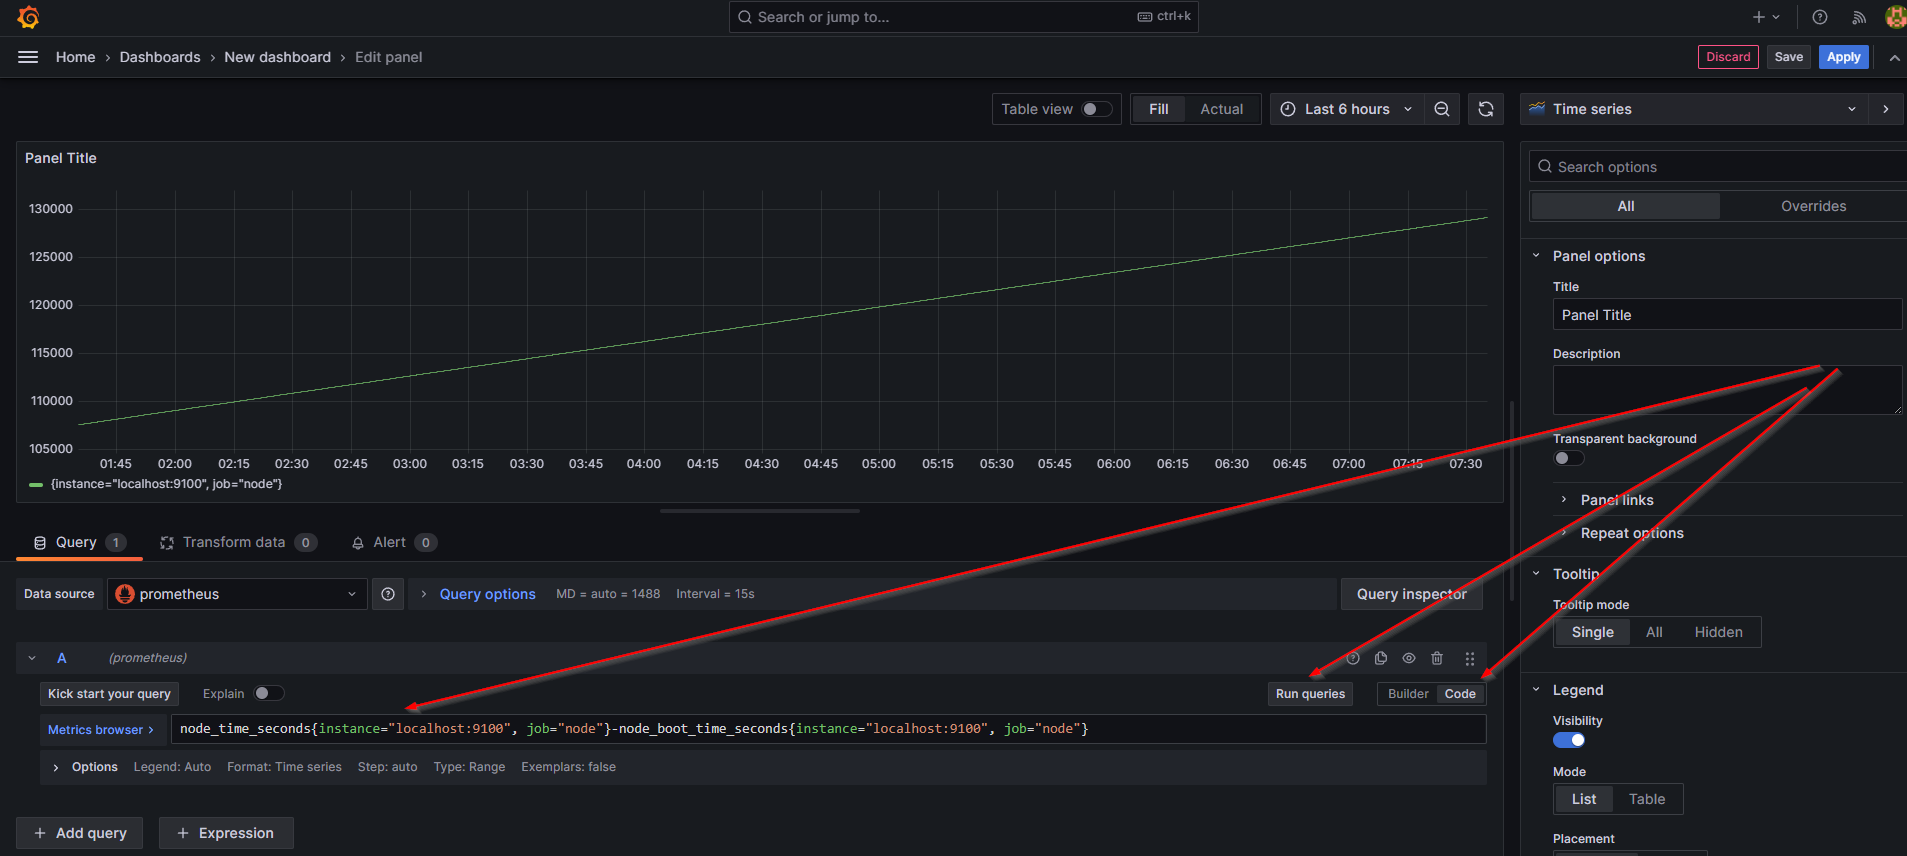 Search or jump to...
ctrl+k
Home › Dashboards › New dashboard › Edit panel
Discard
Save
Apply
Table view
Fill
Actual
Last 6 hours
Time series
Panel Title
130000
125000
120000
115000
110000
105000
01:45 02:00 02:15 02:30 02:45 03:00 03:15 03:30 03:45 04:00 04:15 04:30 04:45 05:00 05:15 05:30 05:45 06:00 06:15 06:30 06:45 07:00 07:15 07:30
{instance="localhost:9100", job="node"}
Query 1
Transform data 0
Alert 0
Data source
prometheus
Query options
MD = auto = 1488
Interval = 15s
Query inspector
A
(prometheus)
Kick start your query
Explain
Run queries
Builder
Code
Metrics browser >
node_time_seconds{instance="localhost:9100", job="node"}-node_boot_time_seconds{instance="localhost:9100", job="node"}
Options
Legend: Auto
Format: Time series
Step: auto
Type: Range
Exemplars: false
+ Add query
+ Expression
Search options
All
Overrides
Panel options
Title
Panel Title
Description
Transparent background
Panel links
Repeat options
Tooltip
Tooltip mode
Single
All
Hidden
Legend
Visibility
Mode
List
Table
Placement